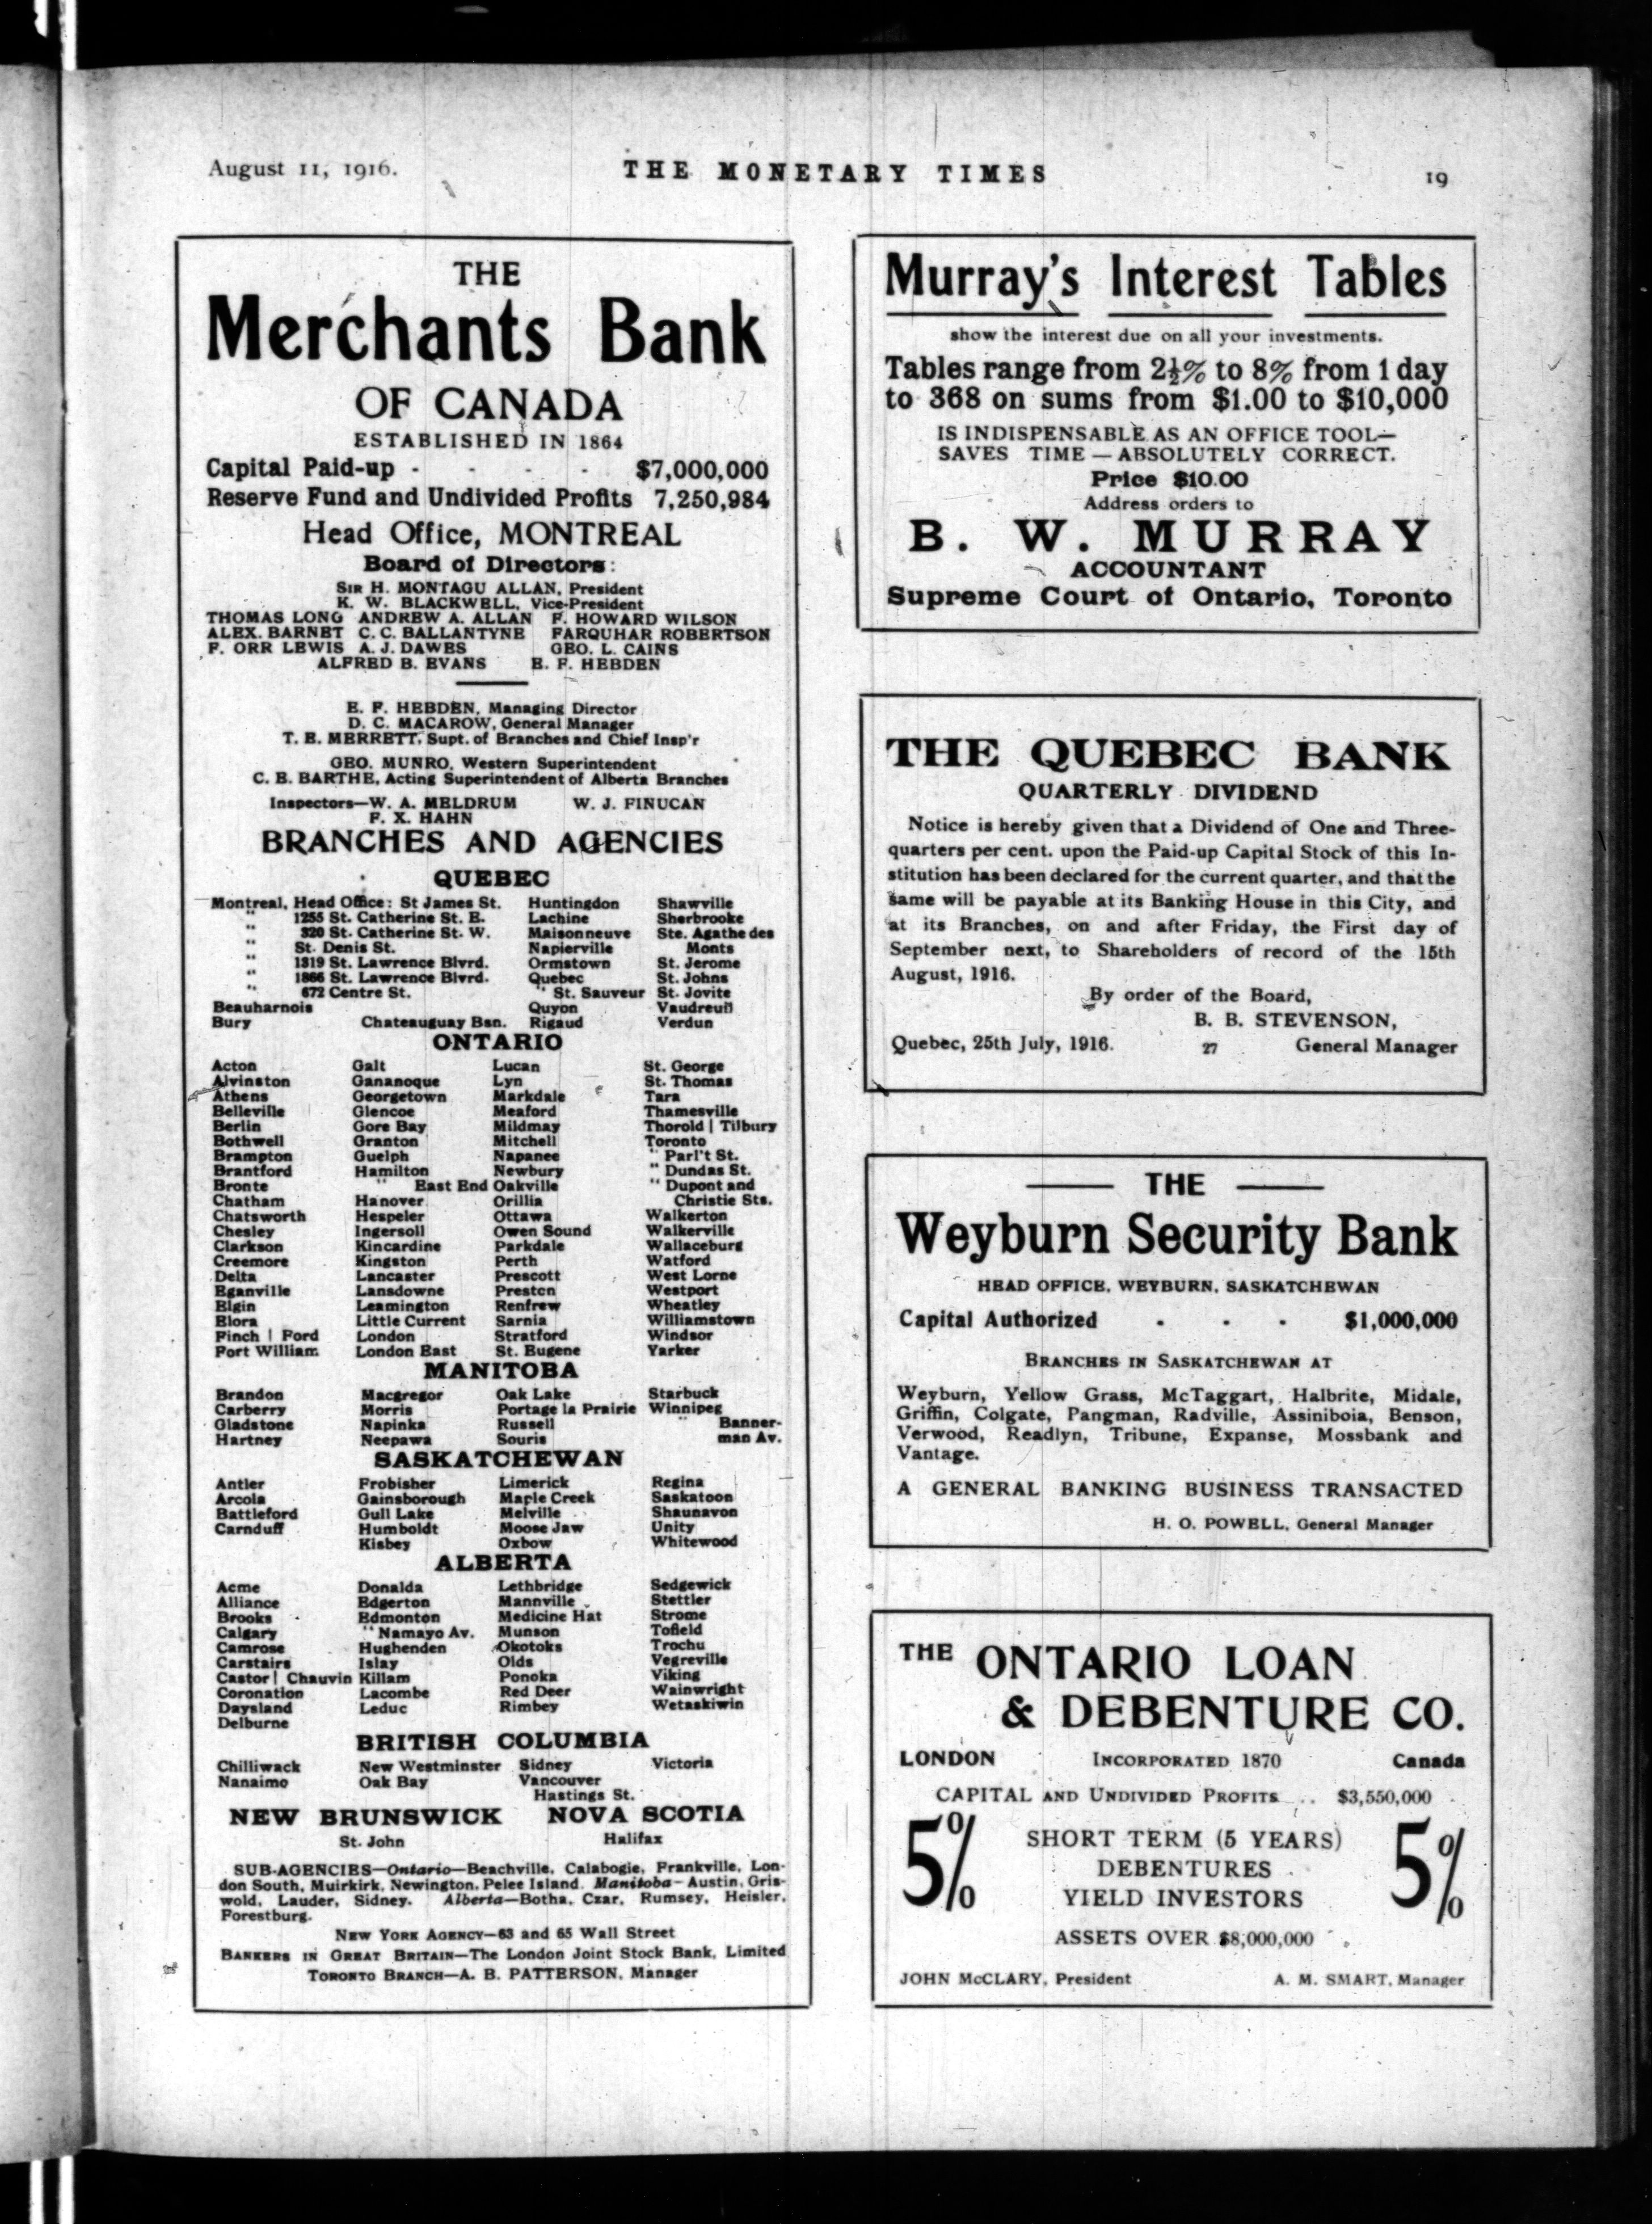 August 11, 1916.
THE MONETARY TIMES
19
THE
Merchants Bank
OF CANADA
ESTABLISHED IN 1864
Capital Paid-up - - - - $7,000,000
Reserve Fund and Undivided Profits 7,250,984
Head Office, MONTREAL
Board of Directors:
SIR H. MONTAGU ALLAN, President
K. W. BLACKWELL, Vice-President
THOMAS LONG ANDREW A. ALLAN F. HOWARD WILSON
ALEX. BARNET C. C. BALLANTYNE FARQUHAR ROBERTSON
F. ORR LEWIS A. J. DAWES GEO. L. CAINS
ALFRED B. EVANS E. F. HEBDEN
E. F. HEBDEN, Managing Director
D. C. MACAROW, General Manager
T. E. MERRETT, Supt. of Branches and Chief Insp'r
GEO. MUNRO, Western Superintendent
C. E. BARTHE, Acting Superintendent of Alberta Branches
Inspectors—W. A. MELDRUM W. J. FINUCAN
F. X. HAHN
BRANCHES AND AGENCIES
QUEBEC
Montreal, Head Office: St James St. Huntingdon Shawville
" 1255 St. Catherine St. E. Lachine Sherbrooke
" 320 St. Catherine St. W. Maisonneuve Ste. Agathe des
" St. Denis St. Napierville Monts
" 1319 St. Lawrence Blvrd. Ormstown St. Jerome
" 1866 St. Lawrence Blvrd. Quebec St. Johns
" 672 Centre St. " St. Sauveur St. Jovite
Beauharnois Quyon Vaudreuil
Bury Chateauguay Bsn. Rigaud Verdun
ONTARIO
Acton Galt Lucan St. George
Alvinston Gananoque Lyn St. Thomas
Athens Georgetown Markdale Tara
Belleville Glencoe Meaford Thamesville
Berlin Gore Bay Mildmay Thorold | Tilbury
Bothwell Granton Mitchell Toronto
Brampton Guelph Napanee " Parl't St.
Brantford Hamilton Newbury " Dundas St.
Bronte " East End Oakville " Dupont and
Chatham Hanover Orillia Christie Sts.
Chatsworth Hespeler Ottawa Walkerton
Chesley Ingersoll Owen Sound Walkerville
Clarkson Kincardine Parkdale Wallaceburg
Creemore Kingston Perth Watford
Delta Lancaster Prescott West Lorne
Eganville Lansdowne Preston Westport
Elgin Leamington Renfrew Wheatley
Elora Little Current Sarnia Williamstown
Finch | Ford London Stratford Windsor
Fort William London East St. Eugene Yarker
MANITOBA
Brandon Macgregor Oak Lake Starbuck
Carberry Morris Portage la Prairie Winnipeg
Gladstone Napinka Russell " Banner-
Hartney Neepawa Souris man Av.
SASKATCHEWAN
Antler Frobisher Limerick Regina
Arcola Gainsborough Maple Creek Saskatoon
Battleford Gull Lake Melville Shaunavon
Carnduff Humboldt Moose Jaw Unity
Kisbey Oxbow Whitewood
ALBERTA
Acme Donalda Lethbridge Sedgewick
Alliance Edgerton Mannville Stettler
Brooks Edmonton Medicine Hat Strome
Calgary " Namayo Av. Munson Tofield
Camrose Hughenden Okotoks Trochu
Carstairs Islay Olds Vegreville
Castor | Chauvin Killam Ponoka Viking
Coronation Lacombe Red Deer Wainwright
Daysland Leduc Rimbey Wetaskiwin
Delburne
BRITISH COLUMBIA
Chilliwack New Westminster Sidney Victoria
Nanaimo Oak Bay Vancouver
Hastings St.
NEW BRUNSWICK NOVA SCOTIA
St. John Halifax
SUB-AGENCIES—Ontario—Beachville, Calabogie, Frankville, Lon-
don South, Muirkirk, Newington, Pelee Island. Manitoba—Austin, Gris-
wold, Lauder, Sidney. Alberta—Botha, Czar, Rumsey, Heisler,
Forestburg.
NEW YORK AGENCY—63 and 65 Wall Street
BANKERS IN GREAT BRITAIN—The London Joint Stock Bank, Limited
TORONTO BRANCH—A. B. PATTERSON, Manager
Murray's Interest Tables
show the interest due on all your investments.
Tables range from 2½% to 8% from 1 day
to 368 on sums from $1.00 to $10,000
IS INDISPENSABLE AS AN OFFICE TOOL—
SAVES TIME — ABSOLUTELY CORRECT.
Price $10.00
Address orders to
B. W. MURRAY
ACCOUNTANT
Supreme Court of Ontario, Toronto
THE QUEBEC BANK
QUARTERLY DIVIDEND
Notice is hereby given that a Dividend of One and Three-
quarters per cent. upon the Paid-up Capital Stock of this In-
stitution has been declared for the current quarter, and that the
same will be payable at its Banking House in this City, and
at its Branches, on and after Friday, the First day of
September next, to Shareholders of record of the 15th
August, 1916.
By order of the Board,
B. B. STEVENSON,
Quebec, 25th July, 1916. 27 General Manager
THE
Weyburn Security Bank
HEAD OFFICE, WEYBURN, SASKATCHEWAN
Capital Authorized . . . $1,000,000
BRANCHES IN SASKATCHEWAN AT
Weyburn, Yellow Grass, McTaggart, Halbrite, Midale,
Griffin, Colgate, Pangman, Radville, Assiniboia, Benson,
Verwood, Readlyn, Tribune, Expanse, Mossbank and
Vantage.
A GENERAL BANKING BUSINESS TRANSACTED
H. O. POWELL, General Manager
THE ONTARIO LOAN
& DEBENTURE CO.
LONDON INCORPORATED 1870 Canada
CAPITAL AND UNDIVIDED PROFITS .. $3,550,000
5% SHORT TERM (5 YEARS) 5%
DEBENTURES
YIELD INVESTORS
ASSETS OVER $8,000,000
JOHN McCLARY, President A. M. SMART, Manager